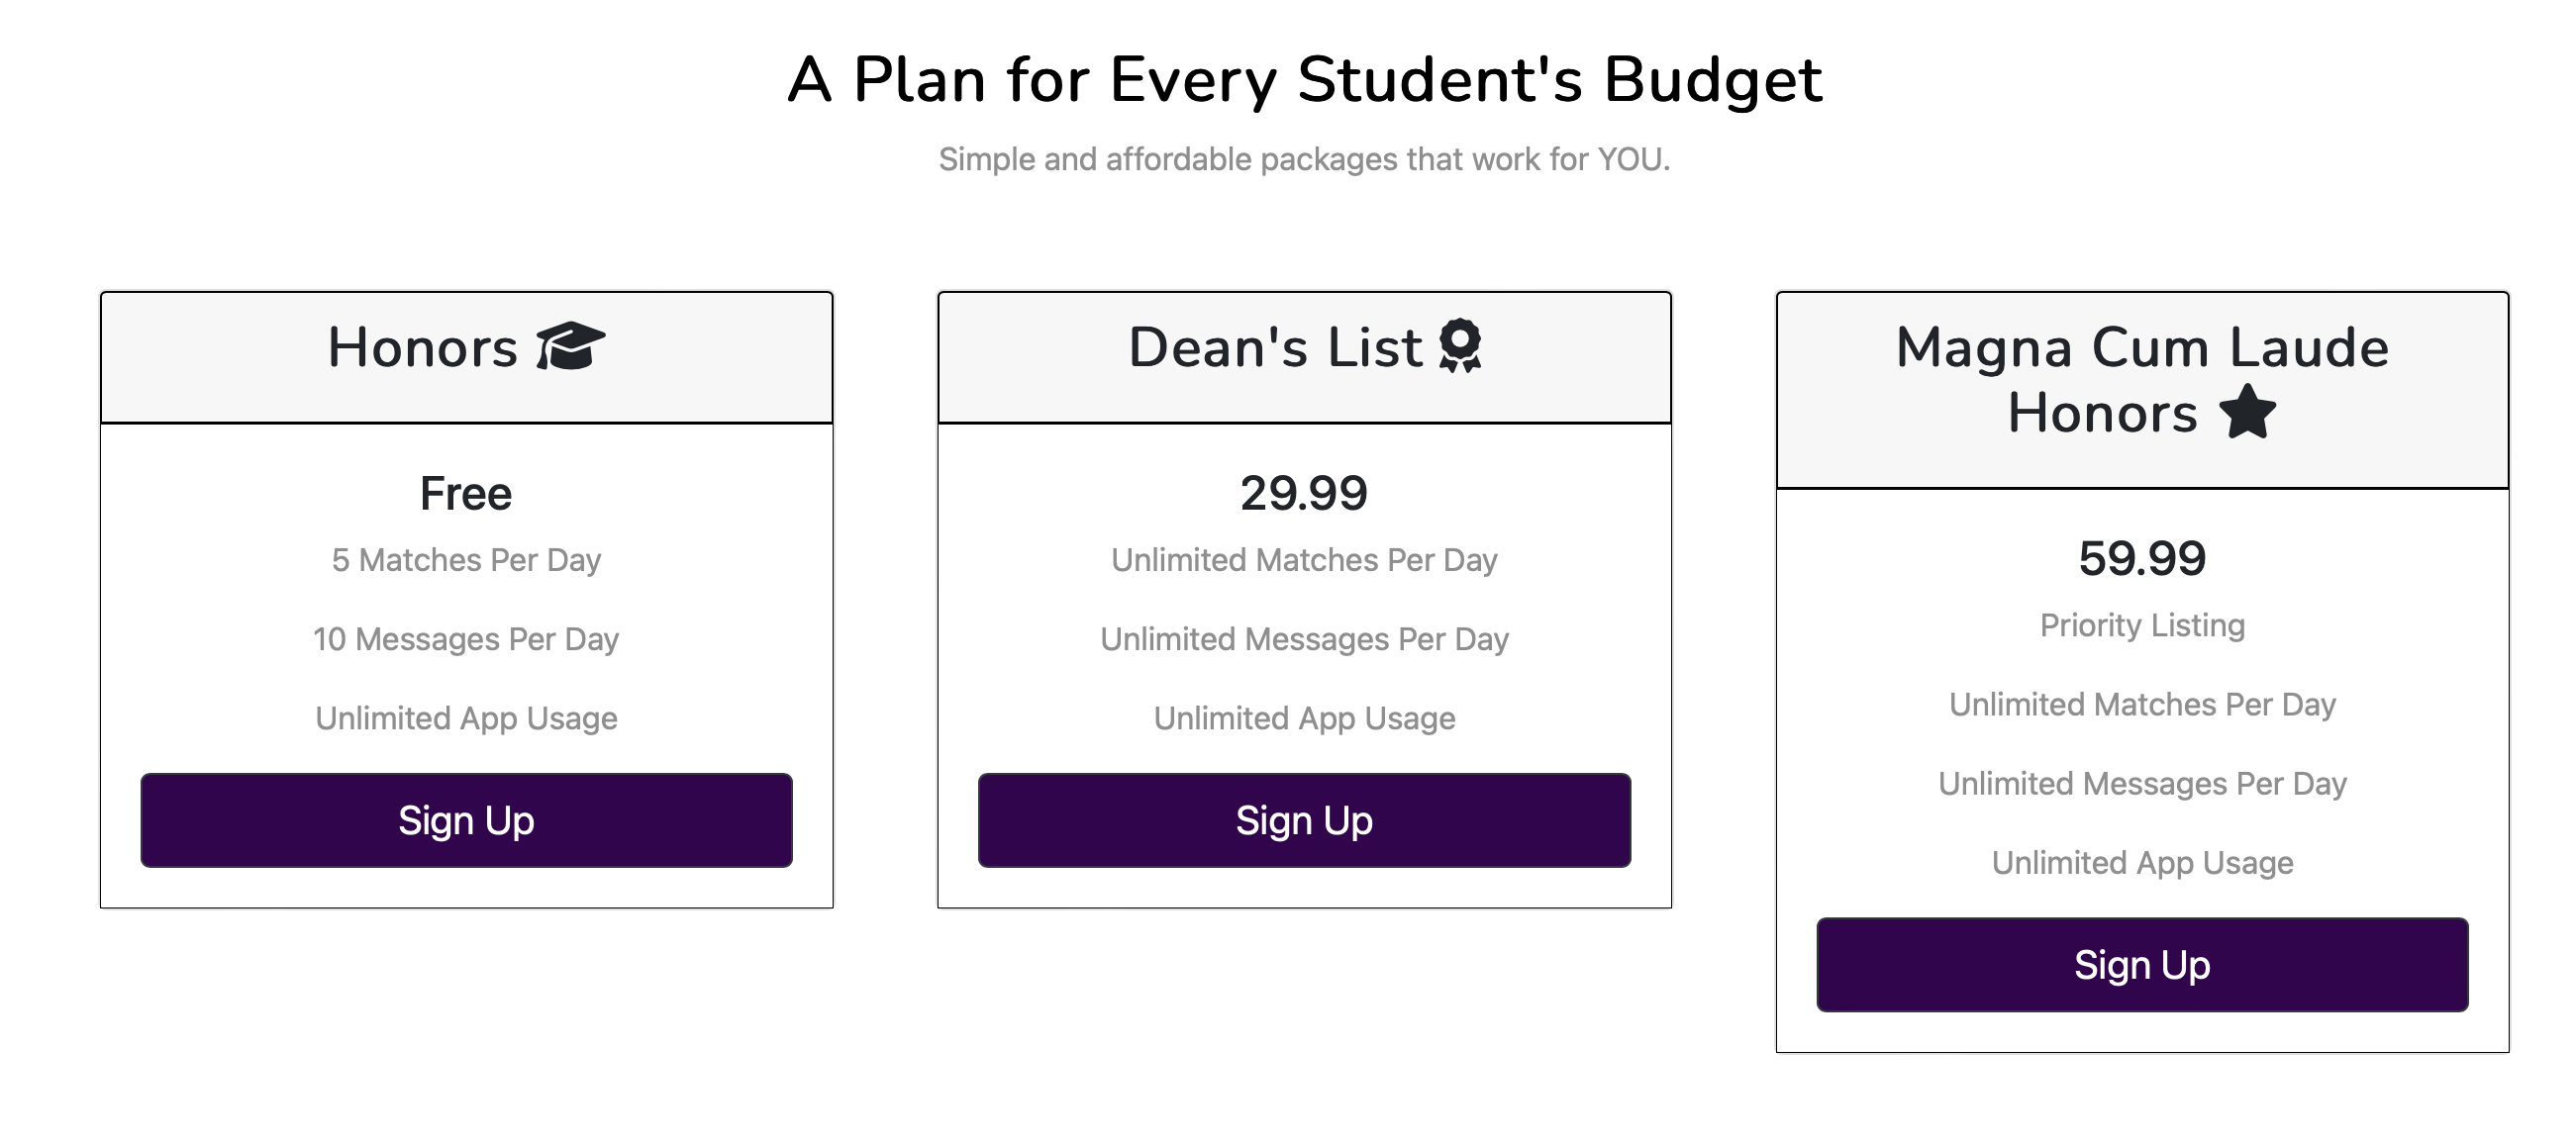 A Plan for Every Student's Budget
Simple and affordable packages that work for YOU.
Honors
Free
5 Matches Per Day
10 Messages Per Day
Unlimited App Usage
Sign Up
Dean's List
29.99
Unlimited Matches Per Day
Unlimited Messages Per Day
Unlimited App Usage
Sign Up
Magna Cum Laude
Honors
59.99
Priority Listing
Unlimited Matches Per Day
Unlimited Messages Per Day
Unlimited App Usage
Sign Up